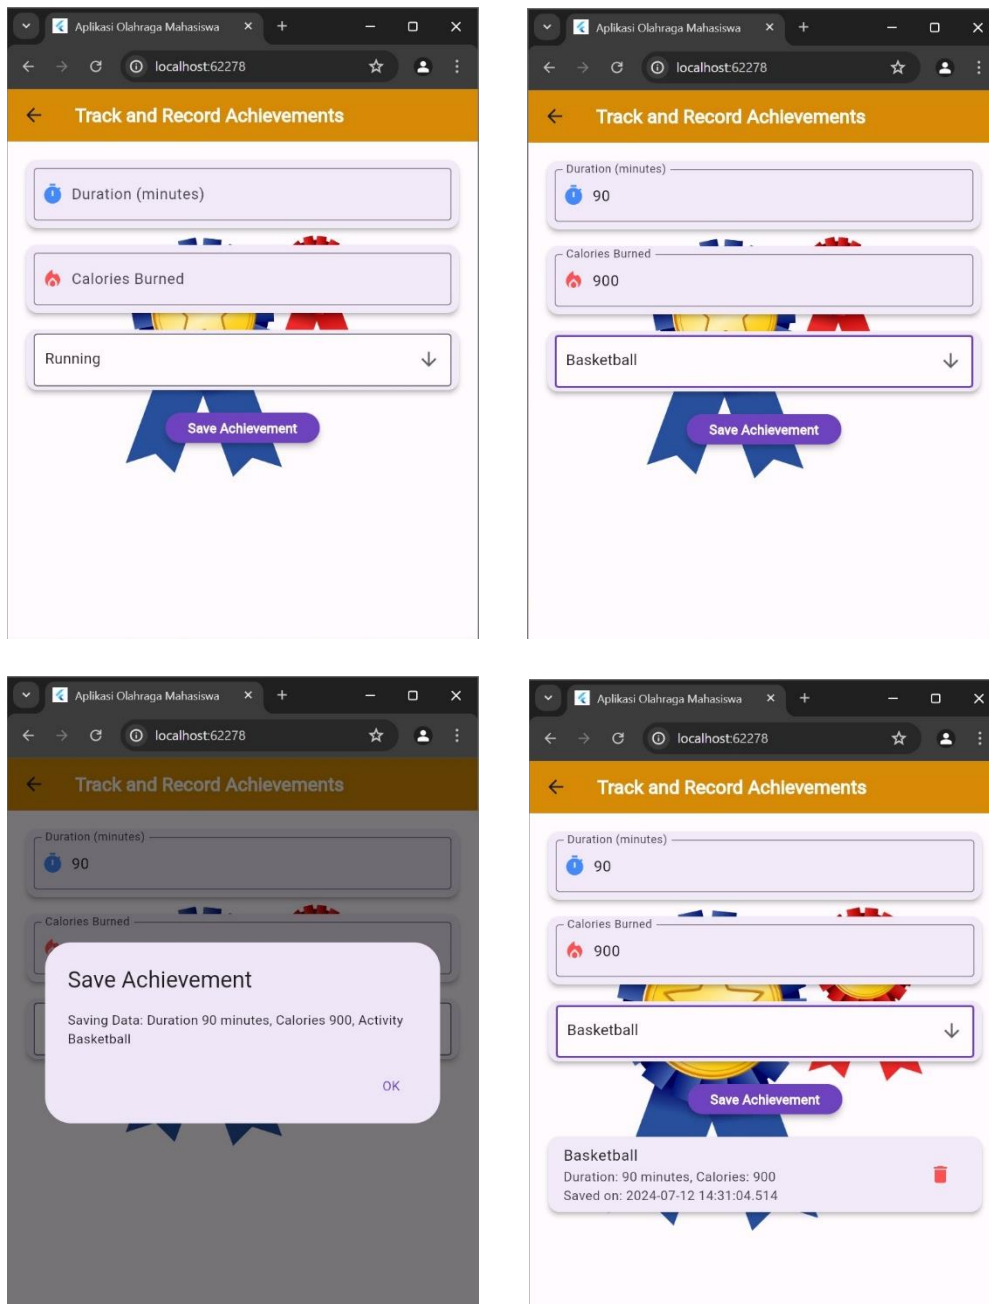 Aplikasi Olahraga Mahasiswa
localhost:62278
Track and Record Achievements
Duration (minutes)
Calories Burned
Running
Save Achievement
Aplikasi Olahraga Mahasiswa
localhost:62278
Track and Record Achievements
Duration (minutes)
90
Calories Burned
900
Basketball
Save Achievement
Aplikasi Olahraga Mahasiswa
localhost:62278
Track and Record Achievements
Duration (minutes)
90
Calories Burned
Save Achievement
Saving Data: Duration 90 minutes, Calories 900, Activity
Basketball
OK
Aplikasi Olahraga Mahasiswa
localhost:62278
Track and Record Achievements
Duration (minutes)
90
Calories Burned
900
Basketball
Save Achievement
Basketball
Duration: 90 minutes, Calories: 900
Saved on: 2024-07-12 14:31:04.514